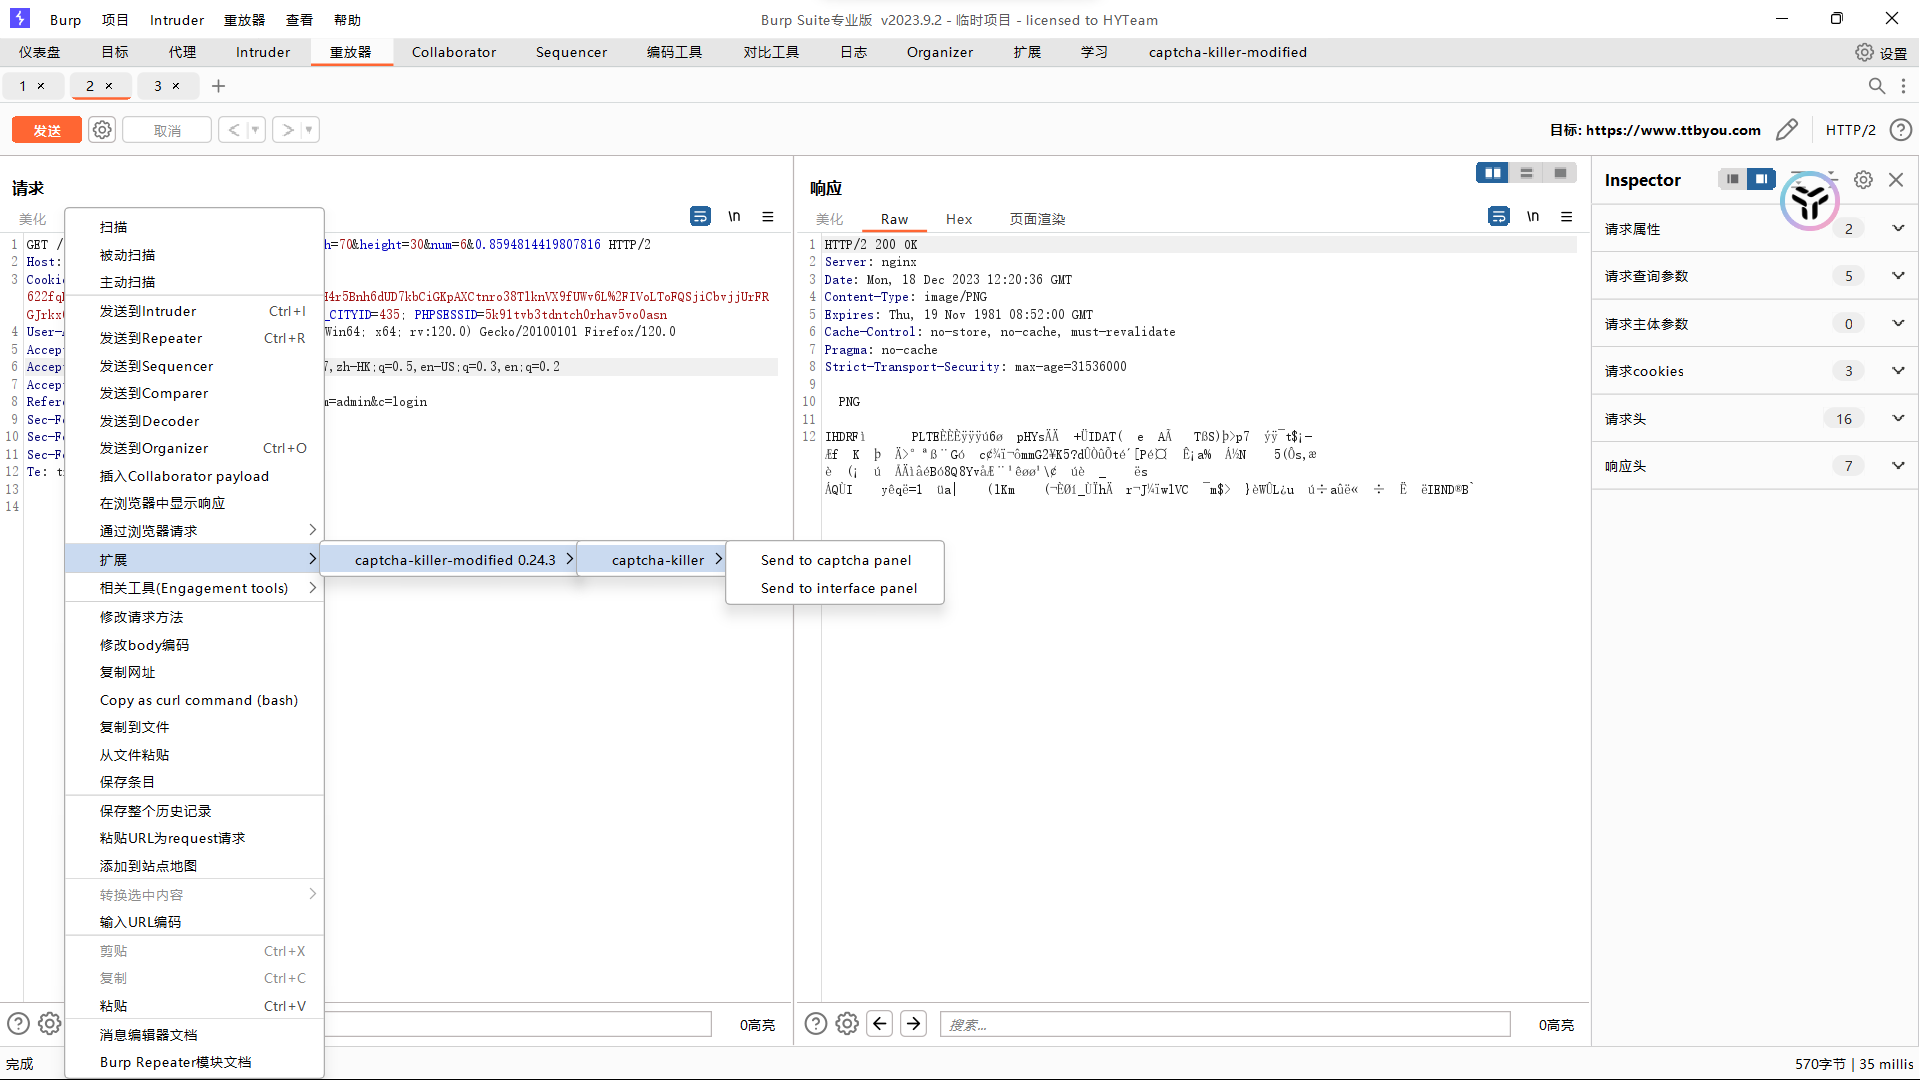 Burp 项目 Intruder 重放器 查看 帮助 Burp Suite专业版 v2023.9.2 - 临时项目 - licensed to HYTeam
仪表盘 目标 代理 Intruder 重放器 Collaborator Sequencer 编码工具 对比工具 日志 Organizer 扩展 学习 captcha-killer-modified 设置
1 × 2 × 3 × +
发送 取消 < > 目标: https://www.ttbyou.com HTTP/2
请求
美化
\n
1 GET / h=70&height=30&num=6&0.8594814419807816 HTTP/2
2 Host:
3 Cooki
H4r5Bnh6dUD7kbCiGKpAXCtnro38TlknVX9fUWv6L%2FIVoLToFQSjiCbvjjUrFR
_CITYID=435; PHPSESSID=5k91tvb3tdntch0rhav5vo0asn
4 User-A Win64; x64; rv:120.0) Gecko/20100101 Firefox/120.0
5 Accep
6 Accep 7,zh-HK;q=0.5,en-US;q=0.3,en;q=0.2
7 Accep
8 Refer m=admin&c=login
9 Sec-F
10 Sec-F
11 Sec-F
12 Te: t
13
14
扫描
被动扫描
主动扫描
发送到Intruder Ctrl+I
发送到Repeater Ctrl+R
发送到Sequencer
发送到Comparer
发送到Decoder
发送到Organizer Ctrl+O
插入Collaborator payload
在浏览器中显示响应
通过浏览器请求
扩展
captcha-killer-modified 0.24.3
captcha-killer
Send to captcha panel
Send to interface panel
相关工具(Engagement tools)
修改请求方法
修改body编码
复制网址
Copy as curl command (bash)
复制到文件
从文件粘贴
保存条目
保存整个历史记录
粘贴URL为request请求
添加到站点地图
转换选中内容
输入URL编码
剪贴 Ctrl+X
复制 Ctrl+C
粘贴 Ctrl+V
消息编辑器文档
Burp Repeater模块文档
0高亮
响应
美化 Raw Hex 页面渲染
\n
1 HTTP/2 200 OK
2 Server: nginx
3 Date: Mon, 18 Dec 2023 12:20:36 GMT
4 Content-Type: image/PNG
5 Expires: Thu, 19 Nov 1981 08:52:00 GMT
6 Cache-Control: no-store, no-cache, must-revalidate
7 Pragma: no-cache
8 Strict-Transport-Security: max-age=31536000
9
10 PNG
11
12
搜索...
0高亮
Inspector
请求属性 2
请求查询参数 5
请求主体参数 0
请求cookies 3
请求头 16
响应头 7
完成
570字节 | 35 millis